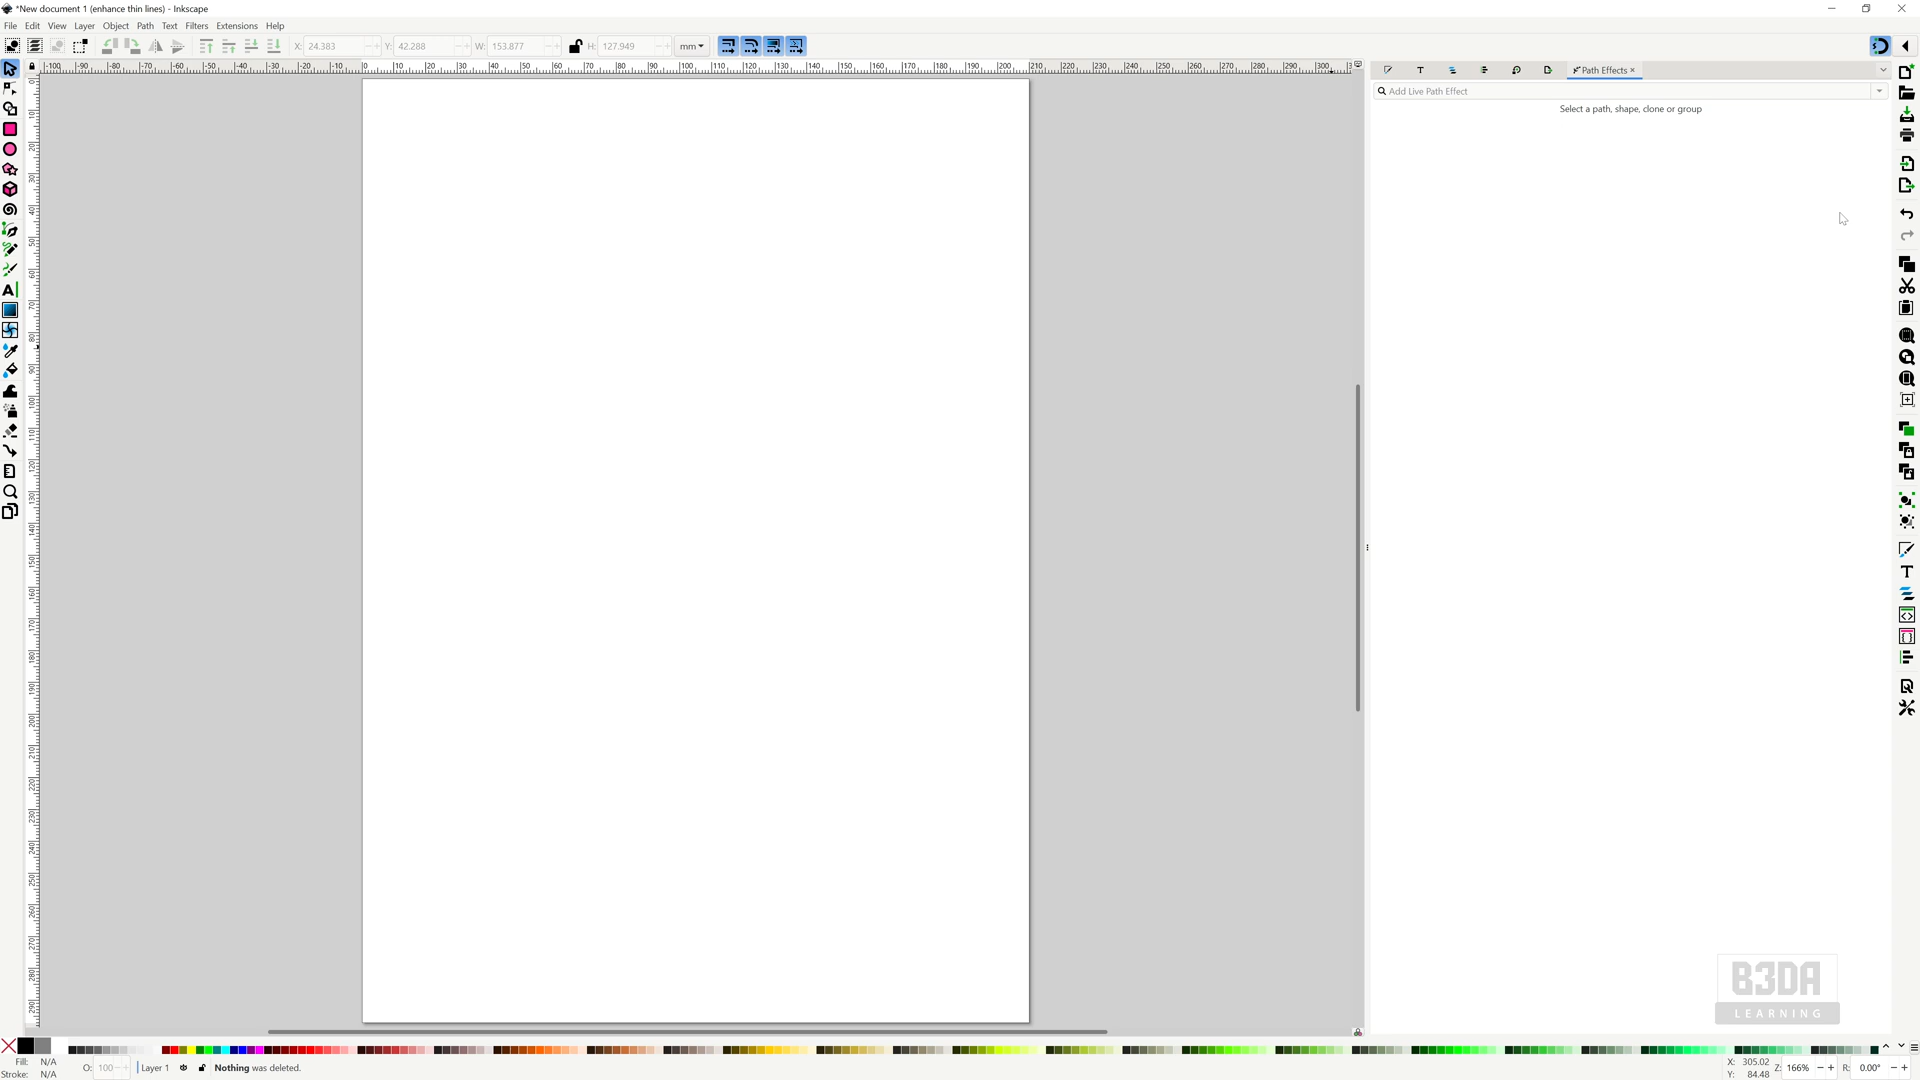 *New document 1 (enhance thin lines) - Inkscape
File Edit View Layer Object Path Text Filters Extensions Help
X: 24.383 Y: 42.288 W: 153.877 H: 127.949 mm
Path Effects
Add Live Path Effect
Select a path, shape, clone or group
B3DA
LEARNING
Fill: N/A
Stroke: N/A
O: 100
Layer 1
Nothing was deleted.
X: 305.02
Y: 84.48
Z: 166%
R: 0.00°